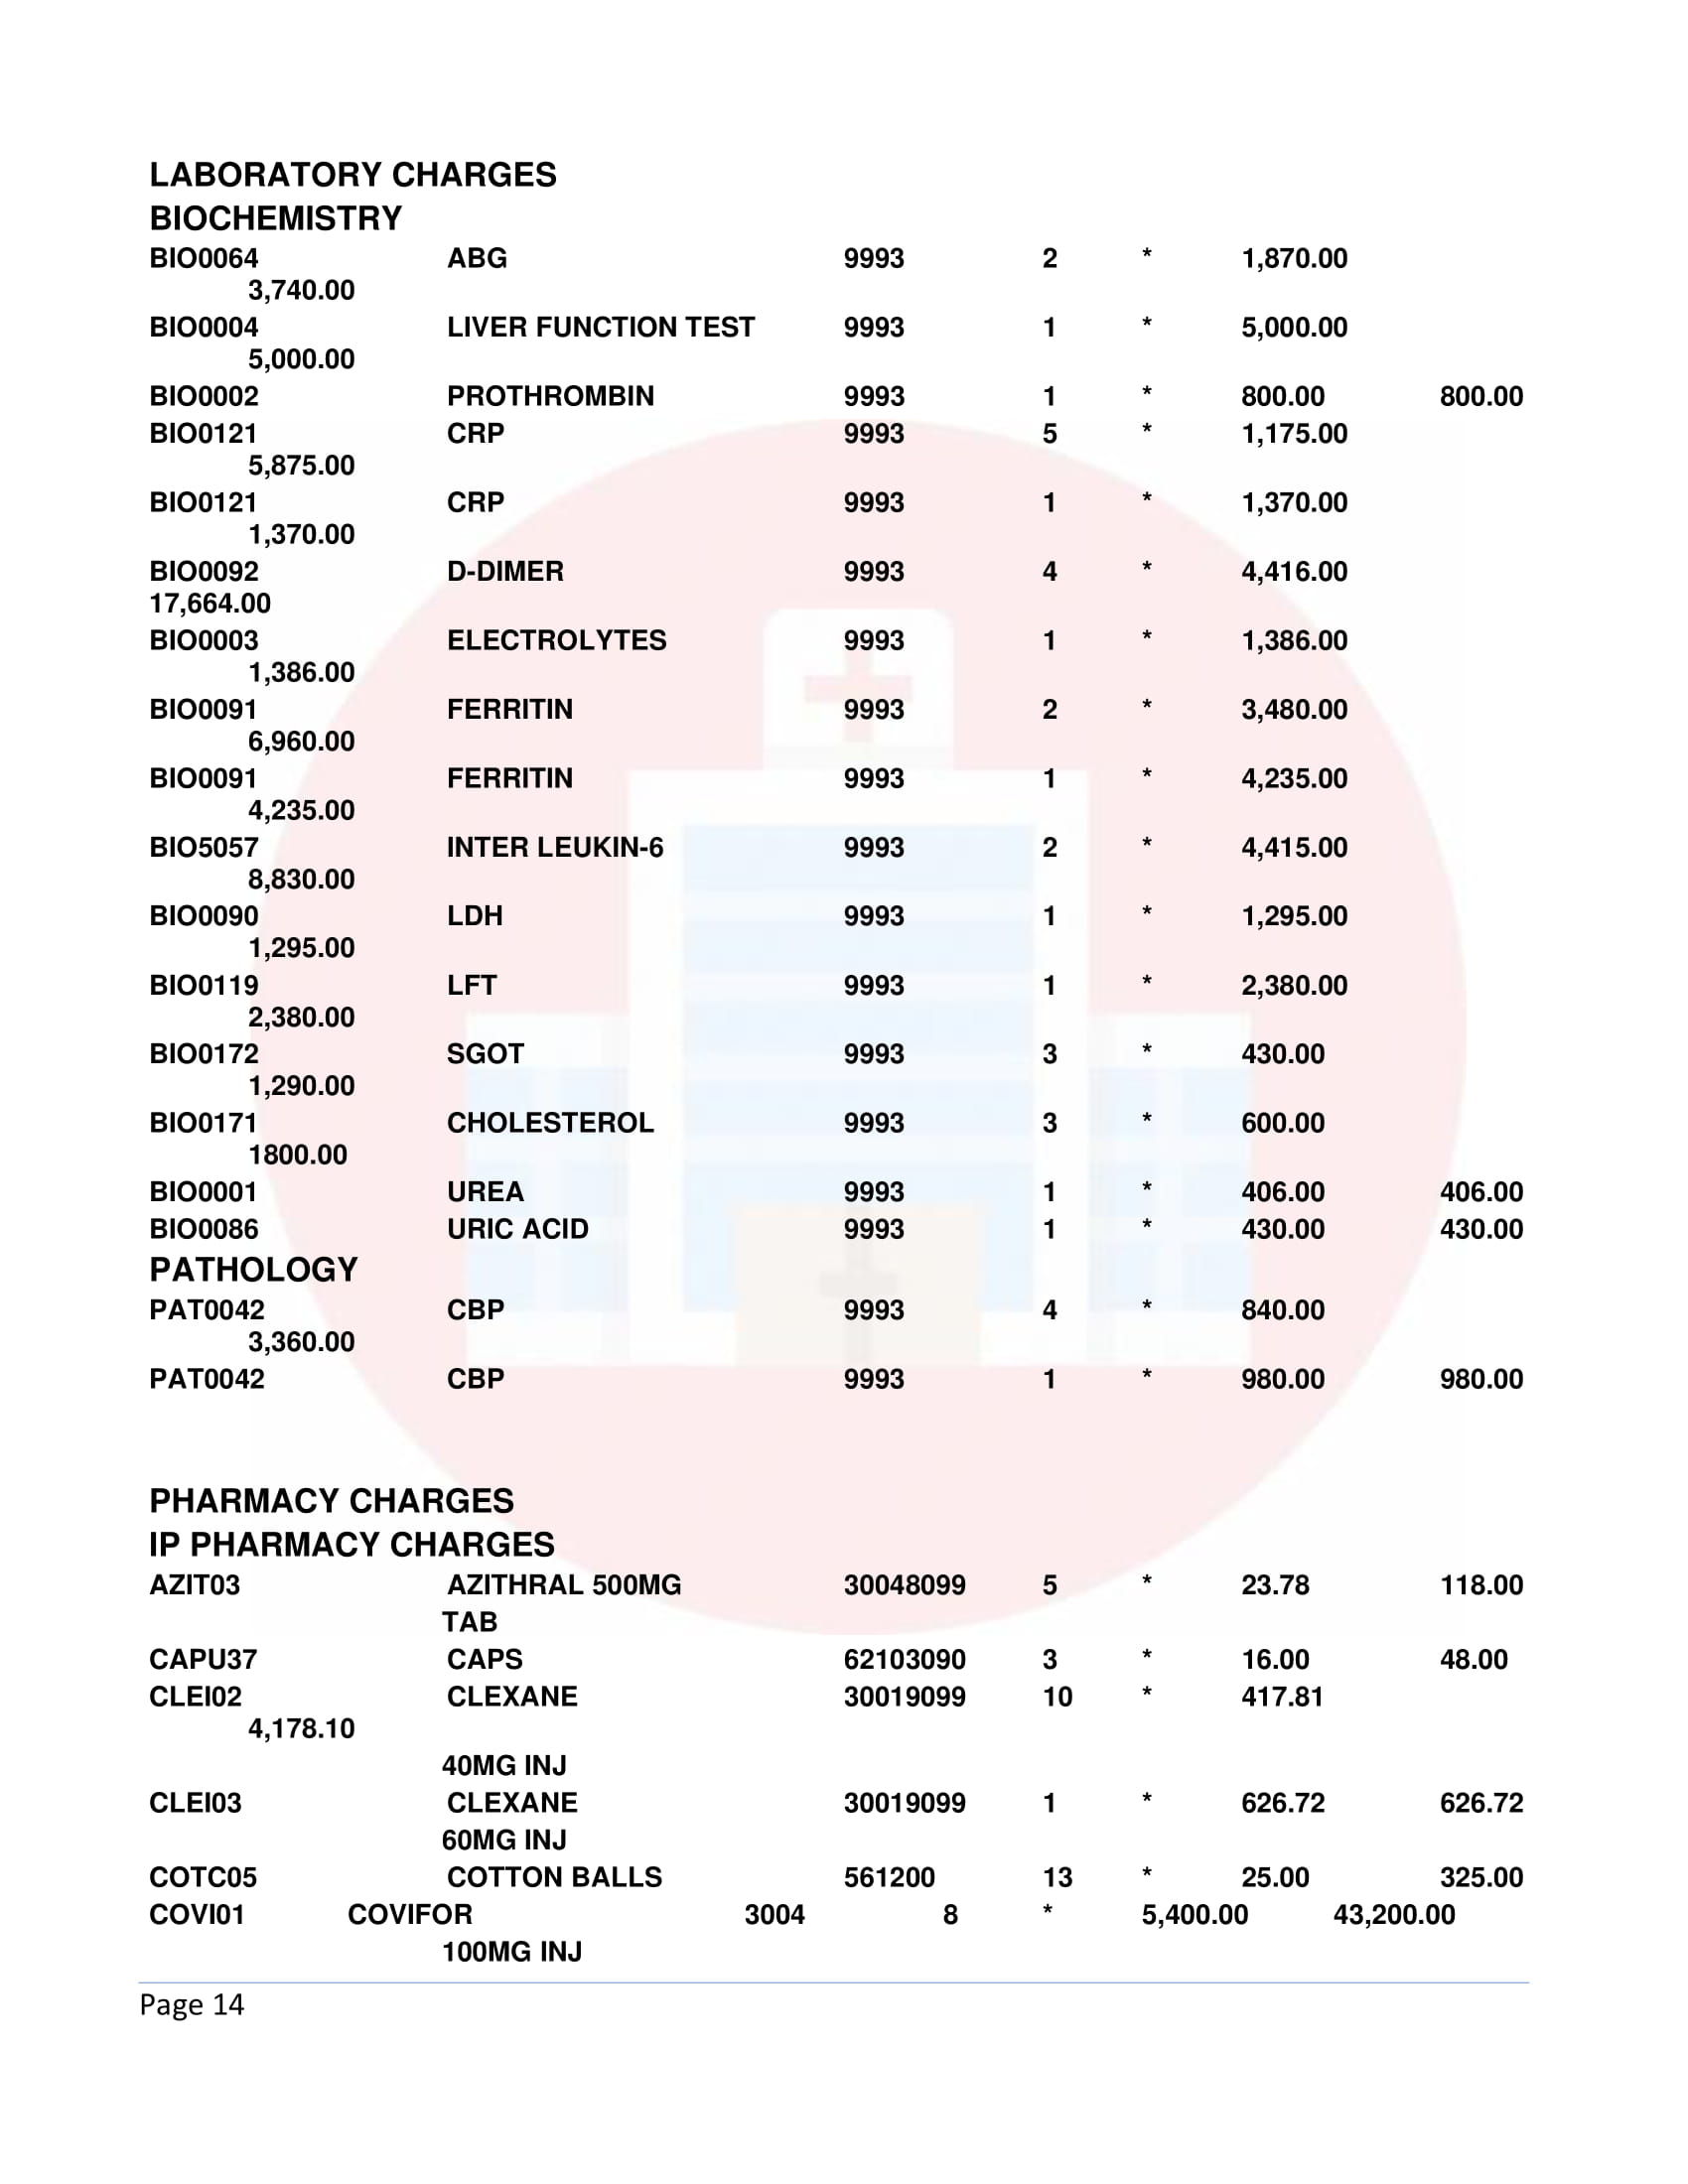 LABORATORY CHARGES
BIOCHEMISTRY
BIO0064 ABG 9993 2 * 1,870.00
3,740.00
BIO0004 LIVER FUNCTION TEST 9993 1 * 5,000.00
5,000.00
BIO0002 PROTHROMBIN 9993 1 * 800.00 800.00
BIO0121 CRP 9993 5 * 1,175.00
5,875.00
BIO0121 CRP 9993 1 * 1,370.00
1,370.00
BIO0092 D-DIMER 9993 4 * 4,416.00
17,664.00
BIO0003 ELECTROLYTES 9993 1 * 1,386.00
1,386.00
BIO0091 FERRITIN 9993 2 * 3,480.00
6,960.00
BIO0091 FERRITIN 9993 1 * 4,235.00
4,235.00
BIO5057 INTER LEUKIN-6 9993 2 * 4,415.00
8,830.00
BIO0090 LDH 9993 1 * 1,295.00
1,295.00
BIO0119 LFT 9993 1 * 2,380.00
2,380.00
BIO0172 SGOT 9993 3 * 430.00
1,290.00
BIO0171 CHOLESTEROL 9993 3 * 600.00
1800.00
BIO0001 UREA 9993 1 * 406.00 406.00
BIO0086 URIC ACID 9993 1 * 430.00 430.00
PATHOLOGY
PAT0042 CBP 9993 4 * 840.00
3,360.00
PAT0042 CBP 9993 1 * 980.00 980.00
PHARMACY CHARGES
IP PHARMACY CHARGES
AZIT03 AZITHRAL 500MG 30048099 5 * 23.78 118.00
TAB
CAPU37 CAPS 62103090 3 * 16.00 48.00
CLEI02 CLEXANE 30019099 10 * 417.81
4,178.10
40MG INJ
CLEI03 CLEXANE 30019099 1 * 626.72 626.72
60MG INJ
COTC05 COTTON BALLS 561200 13 * 25.00 325.00
COVI01 COVIFOR 3004 8 * 5,400.00 43,200.00
100MG INJ
Page 14